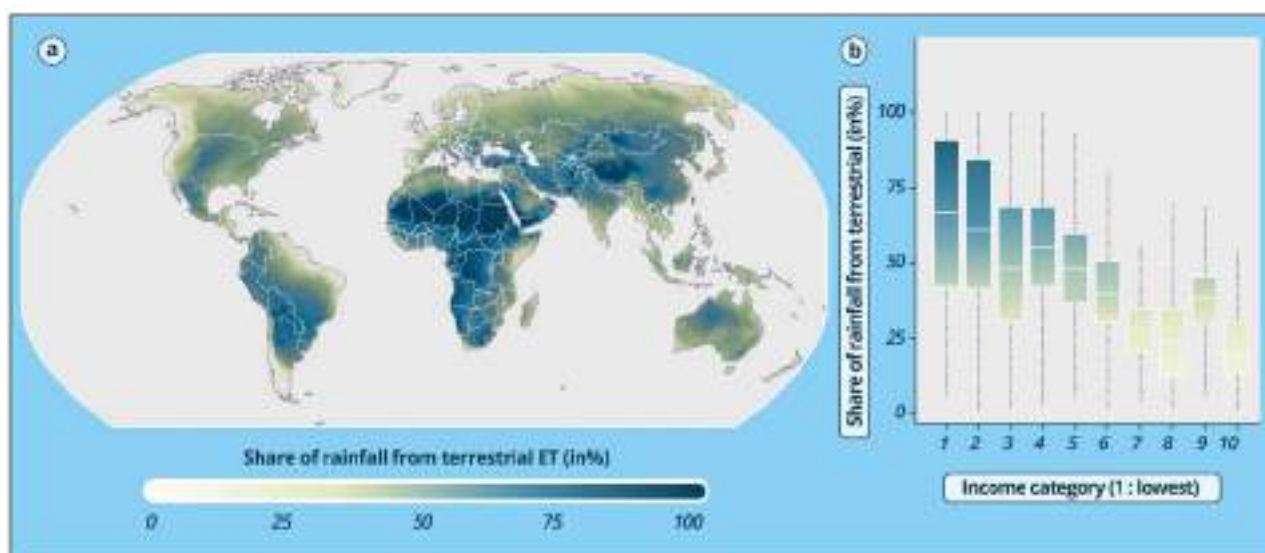 a
Share of rainfall from terrestrial ET (in%)
0 25 50 75 100
b
Share of rainfall from terrestrial (in%)
100
75
50
25
0
1 2 3 4 5 6 7 8 9 10
Income category (1 : lowest)